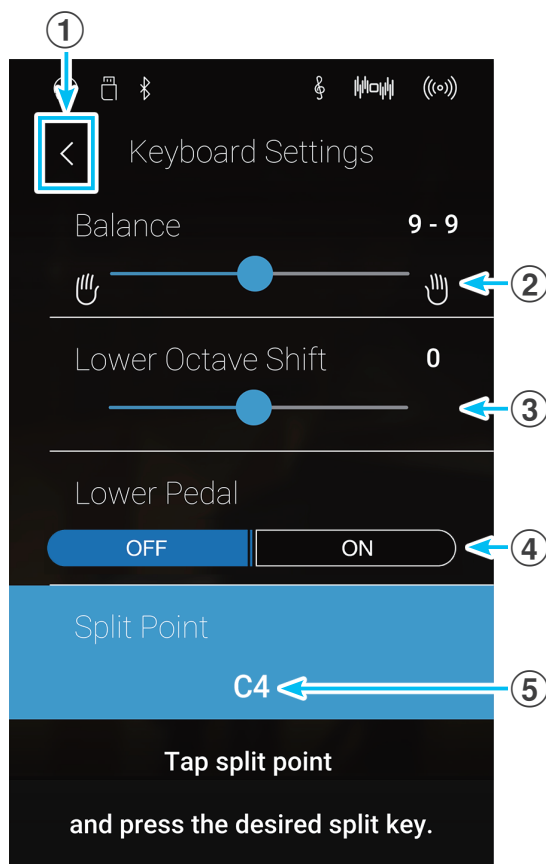 ①
Keyboard Settings
Balance 9 - 9
②
Lower Octave Shift 0
③
Lower Pedal
OFF ON
④
Split Point
C4
⑤
Tap split point
and press the desired split key.